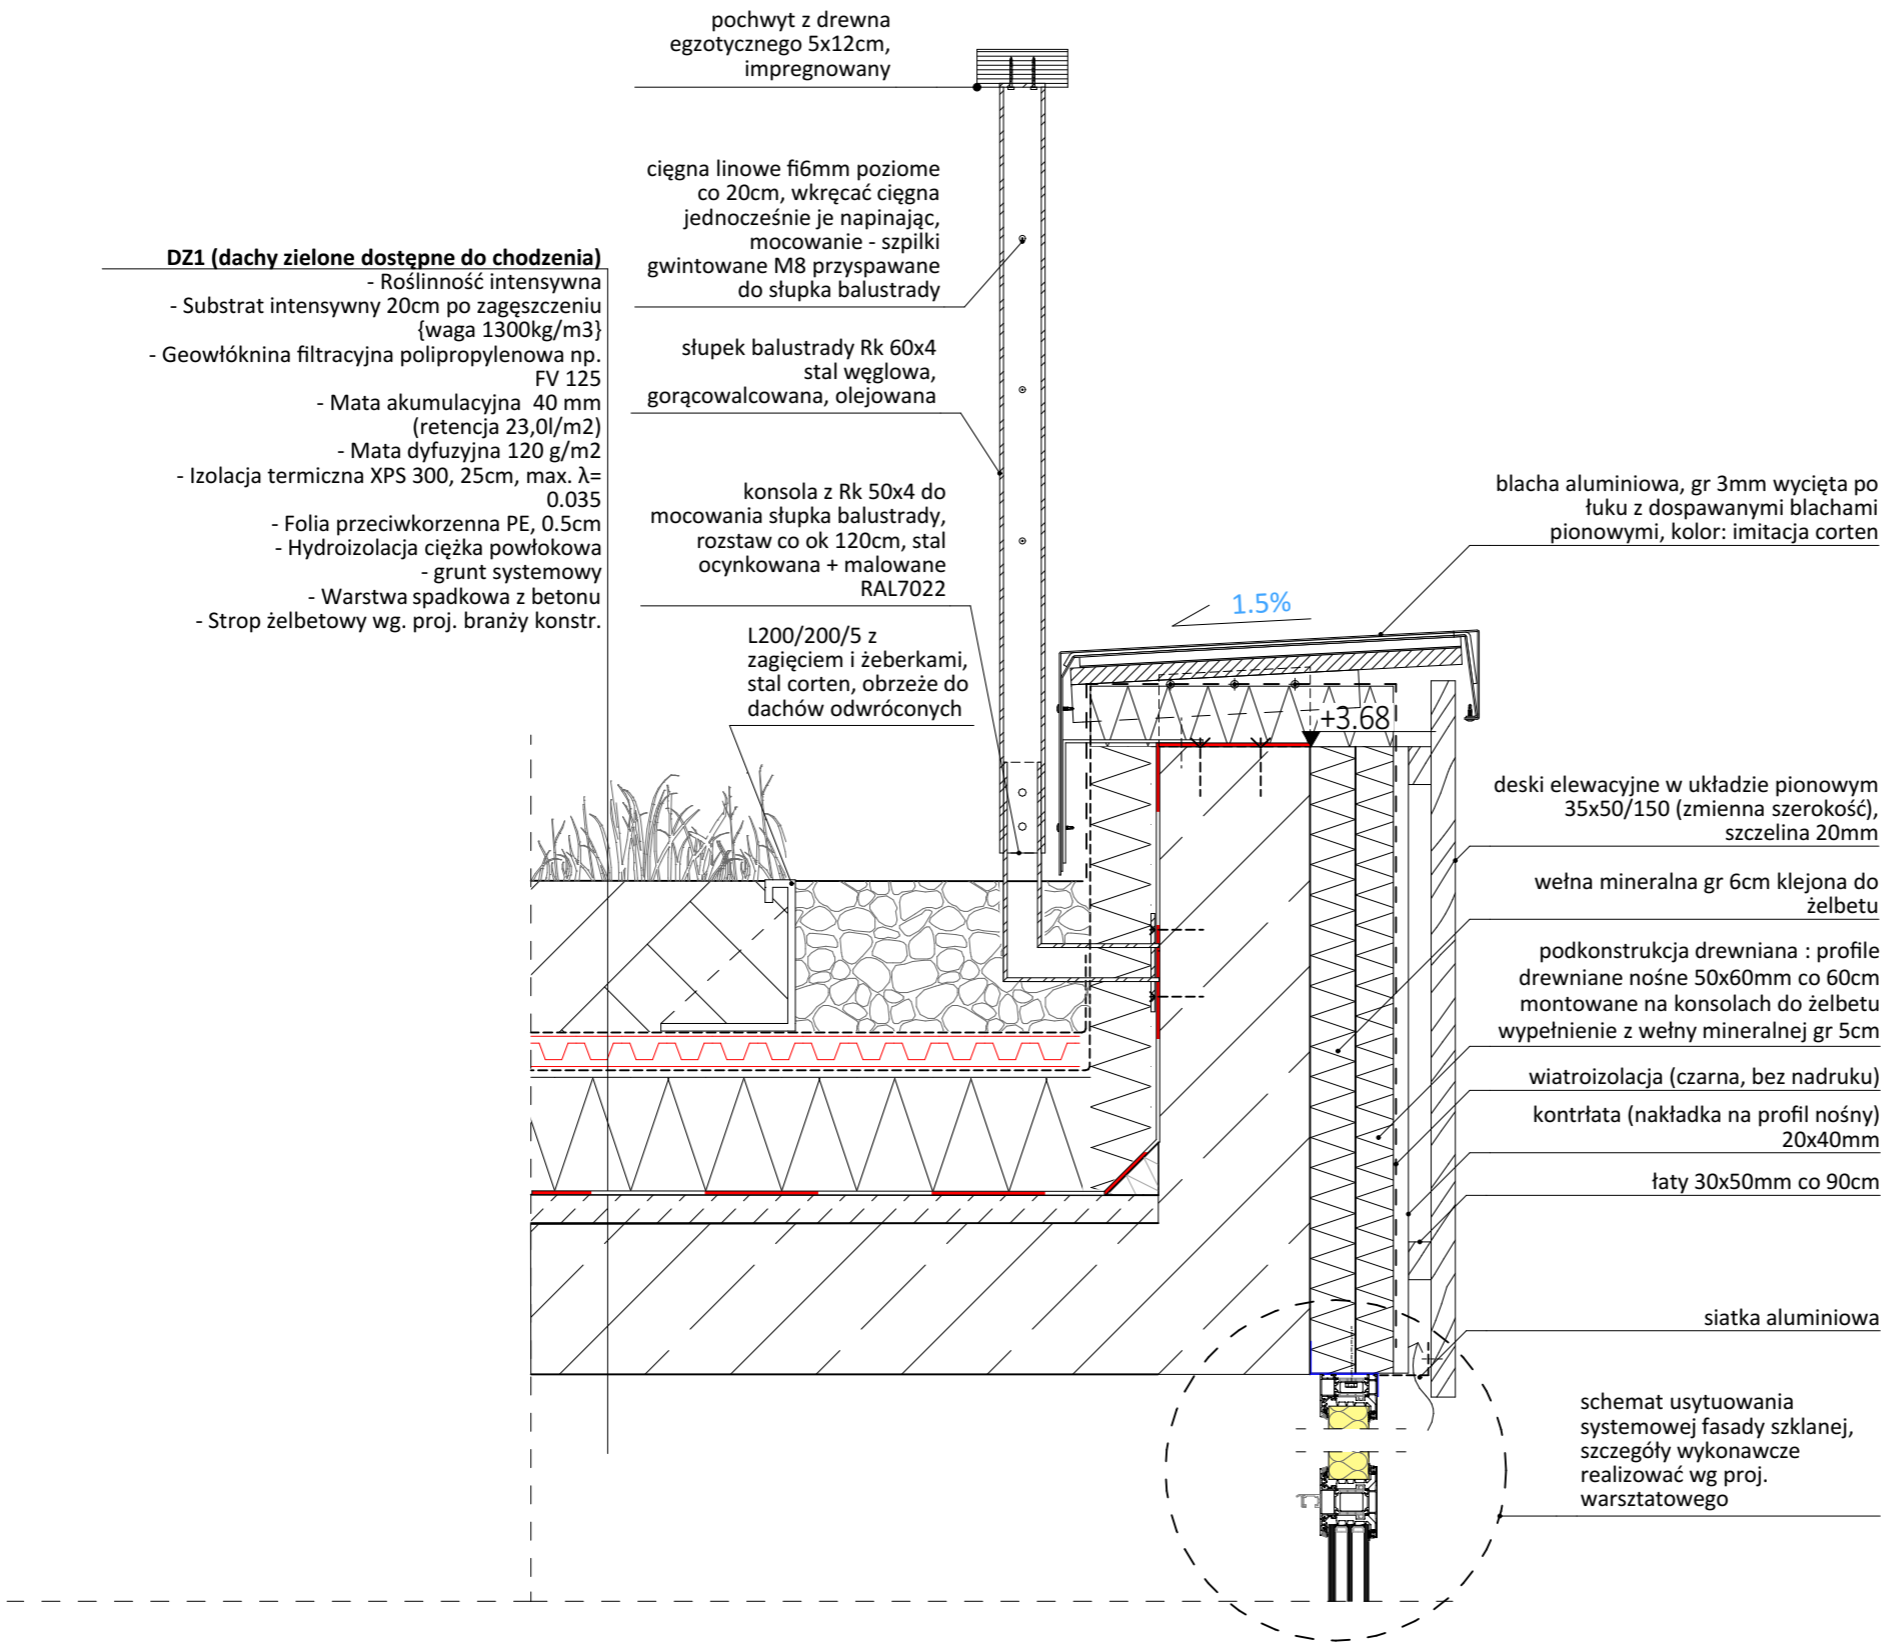 pochwyt z drewna
egzotycznego 5x12cm,
impregnowany
cięgna linowe fi6mm poziome
co 20cm, wkręcać cięgna
jednocześnie je napinając,
mocowanie - szpilki
gwintowane M8 przyspawane
do słupka balustrady
DZ1 (dachy zielone dostępne do chodzenia)
- Roślinność intensywna
- Substrat intensywny 20cm po zagęszczeniu
{waga 1300kg/m3}
- Geowłóknina filtracyjna polipropylenowa np.
FV 125
- Mata akumulacyjna 40 mm
(retencja 23,0l/m2)
- Mata dyfuzyjna 120 g/m2
- Izolacja termiczna XPS 300, 25cm, max. λ=
0.035
- Folia przeciwkorzenna PE, 0.5cm
- Hydroizolacja ciężka powłokowa
- grunt systemowy
- Warstwa spadkowa z betonu
- Strop żelbetowy wg. proj. branży konstr.
słupek balustrady Rk 60x4
stal węglowa,
gorącowalcowana, olejowana
konsola z Rk 50x4 do
mocowania słupka balustrady,
rozstaw co ok 120cm, stal
ocynkowana + malowane
RAL7022
L200/200/5 z
zagięciem i żeberkami,
stal corten, obrzeże do
dachów odwróconych
blacha aluminiowa, gr 3mm wycięta po
łuku z dospawanymi blachami
pionowymi, kolor: imitacja corten
1.5%
+3.68
deski elewacyjne w układzie pionowym
35x50/150 (zmienna szerokość),
szczelina 20mm
wełna mineralna gr 6cm klejona do
żelbetu
podkonstrukcja drewniana : profile
drewniane nośne 50x60mm co 60cm
montowane na konsolach do żelbetu
wypełnienie z wełny mineralnej gr 5cm
wiatroizolacja (czarna, bez nadruku)
kontrłata (nakładka na profil nośny)
20x40mm
łaty 30x50mm co 90cm
siatka aluminiowa
schemat usytuowania
systemowej fasady szklanej,
szczegóły wykonawcze
realizować wg proj.
warsztatowego